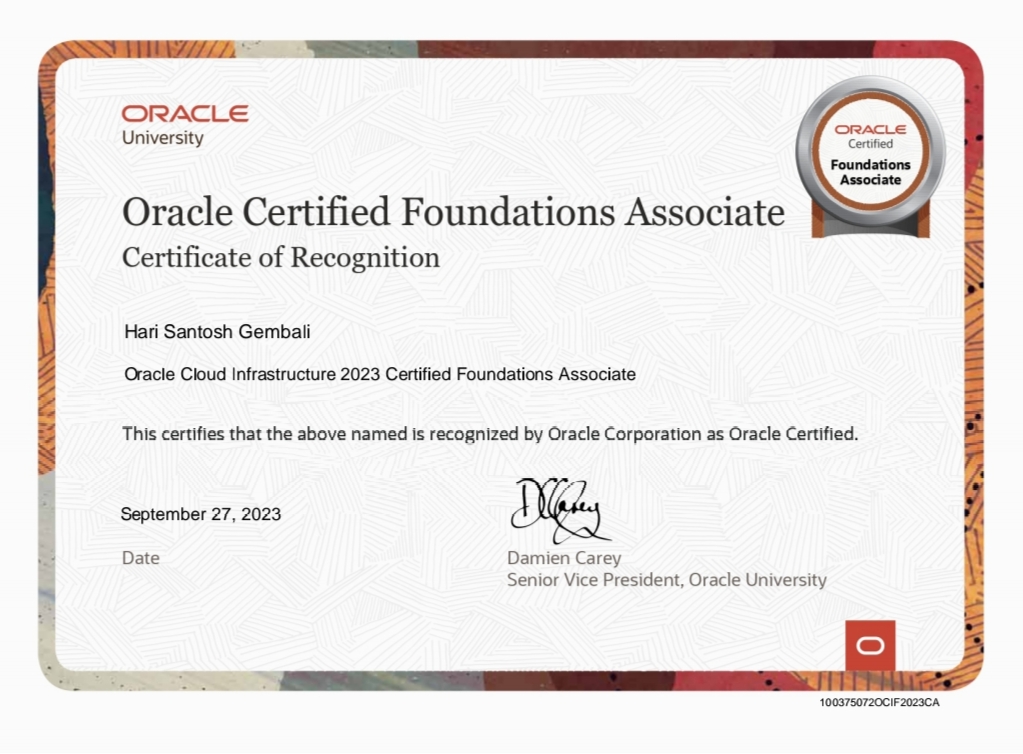 ORACLE
University
ORACLE
Certified
Foundations
Associate
Oracle Certified Foundations Associate
Certificate of Recognition
Hari Santosh Gembali
Oracle Cloud Infrastructure 2023 Certified Foundations Associate
This certifies that the above named is recognized by Oracle Corporation as Oracle Certified.
September 27, 2023
Date
DCCarey
Damien Carey
Senior Vice President, Oracle University
100375072OCIF2023CA